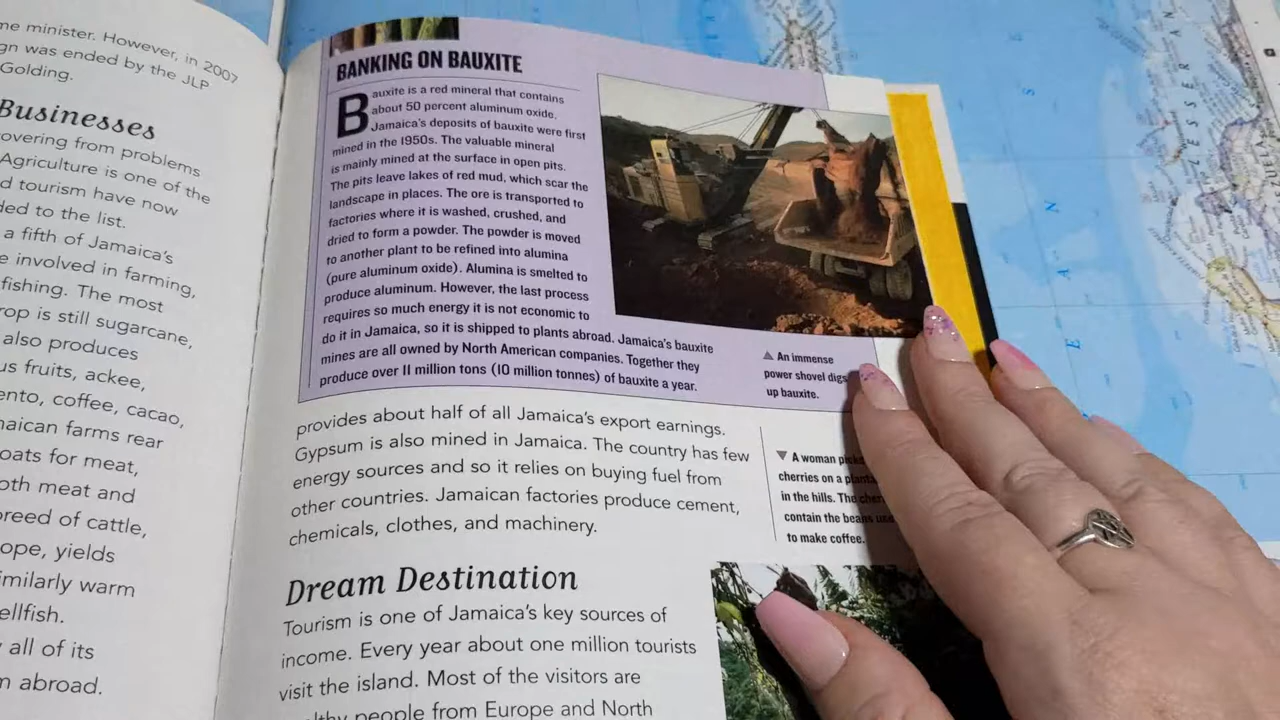 me minister. However, in 2007
gn was ended by the JLP
Golding.
Businesses
overing from problems
Agriculture is one of the
d tourism have now
ded to the list.
a fifth of Jamaica's
e involved in farming,
fishing. The most
rop is still sugarcane,
also produces
us fruits, ackee,
ento, coffee, cacao,
maican farms rear
oats for meat,
oth meat and
breed of cattle,
ope, yields
imilarly warm
ellfish.
all of its
m abroad.
BANKING ON BAUXITE
Bauxite is a red mineral that contains
about 50 percent aluminum oxide.
Jamaica's deposits of bauxite were first
mined in the 1950s. The valuable mineral
is mainly mined at the surface in open pits.
The pits leave lakes of red mud, which scar the
landscape in places. The ore is transported to
factories where it is washed, crushed, and
dried to form a powder. The powder is moved
to another plant to be refined into alumina
(pure aluminum oxide). Alumina is smelted to
produce aluminum. However, the last process
requires so much energy it is not economic to
do it in Jamaica, so it is shipped to plants abroad. Jamaica's bauxite
mines are all owned by North American companies. Together they
produce over 11 million tons (10 million tonnes) of bauxite a year.
▲ An immense
power shovel digs
up bauxite.
provides about half of all Jamaica's export earnings.
Gypsum is also mined in Jamaica. The country has few
energy sources and so it relies on buying fuel from
other countries. Jamaican factories produce cement,
chemicals, clothes, and machinery.
▼ A woman picks
cherries on a plant
in the hills. The
contain the beans
to make coffee.
Dream Destination
Tourism is one of Jamaica's key sources of
income. Every year about one million tourists
visit the island. Most of the visitors are
lthy people from Europe and North